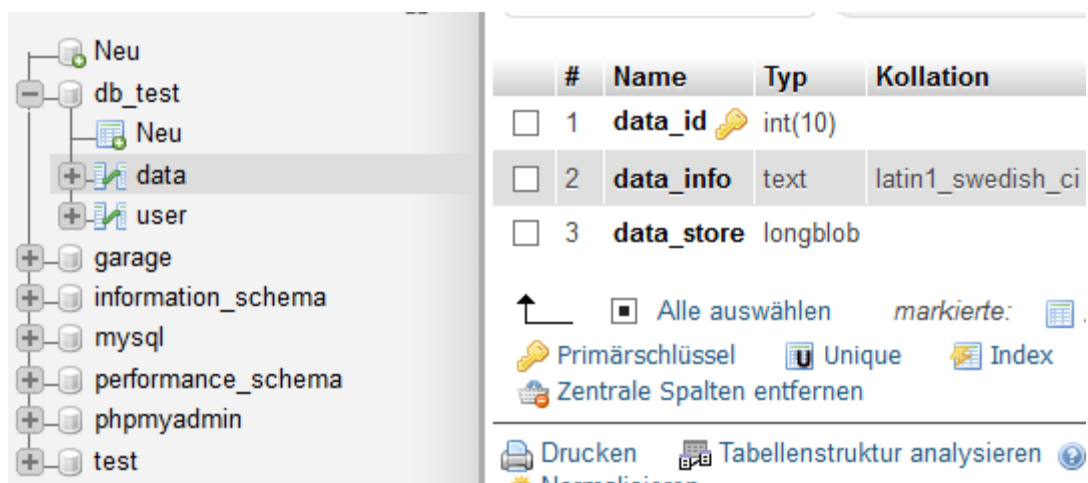 Neu
db_test
Neu
data
user
garage
information_schema
mysql
performance_schema
phpmyadmin
test
# Name Typ Kollation
1 data_id int(10)
2 data_info text latin1_swedish_ci
3 data_store longblob
Alle auswählen markierte:
Primärschlüssel Unique Index
Zentrale Spalten entfernen
Drucken Tabellenstruktur analysieren
Normalisieren